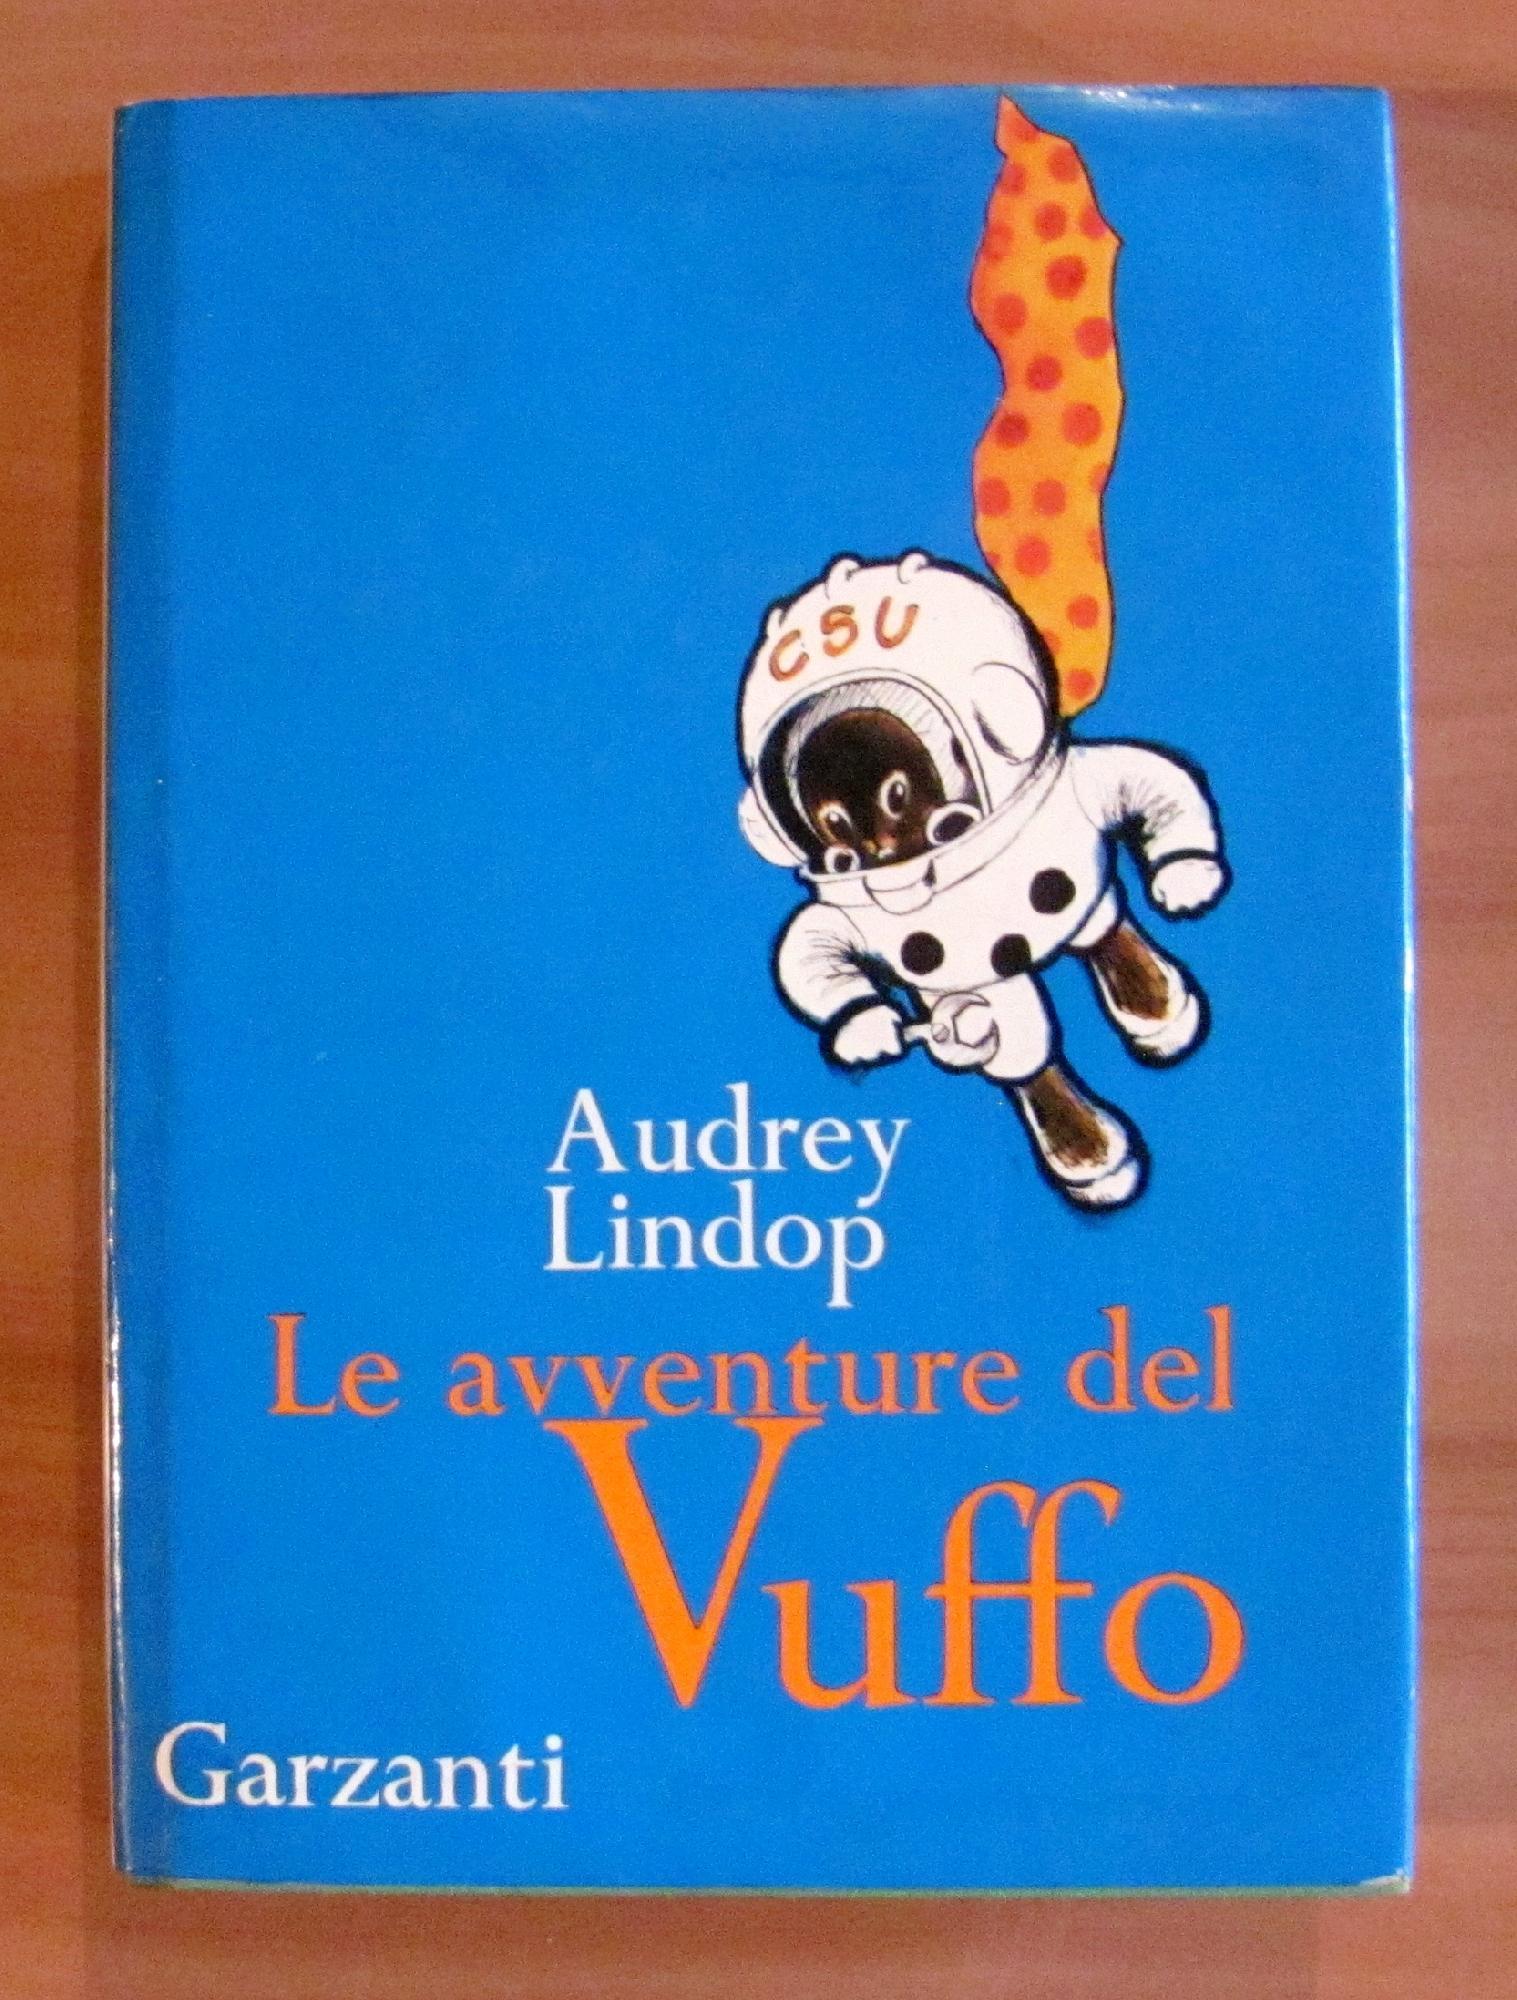 CSU
Audrey
Lindop
Le avventure del
Vuffo
Garzanti